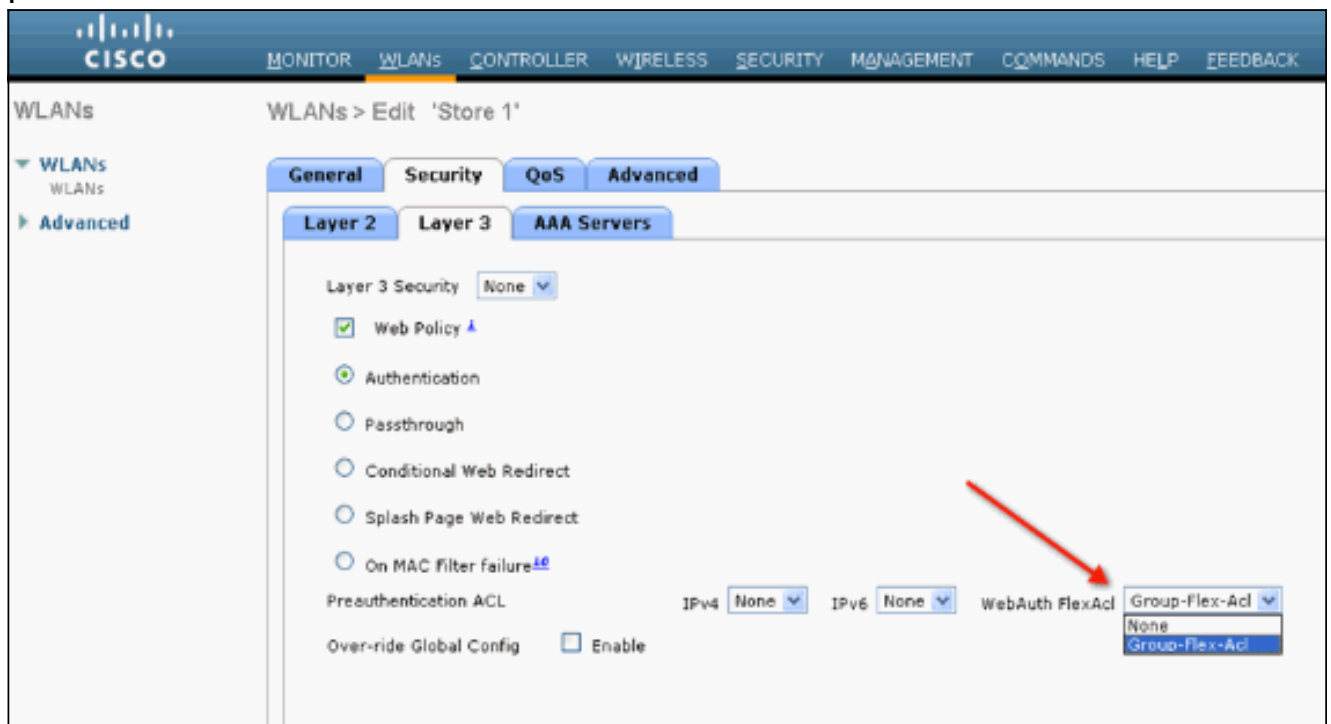 CISCO
MONITOR WLANs CONTROLLER WIRELESS SECURITY MANAGEMENT COMMANDS HELP FEEDBACK
WLANs
WLANs > Edit 'Store 1'
WLANs
WLANs
Advanced
General Security QoS Advanced
Layer 2 Layer 3 AAA Servers
Layer 3 Security None
Web Policy 1
Authentication
Passthrough
Conditional Web Redirect
Splash Page Web Redirect
On MAC Filter failure10
Preauthentication ACL IPv4 None IPv6 None WebAuth FlexAcl Group-Flex-Acl
None
Group-Flex-Acl
Over-ride Global Config Enable